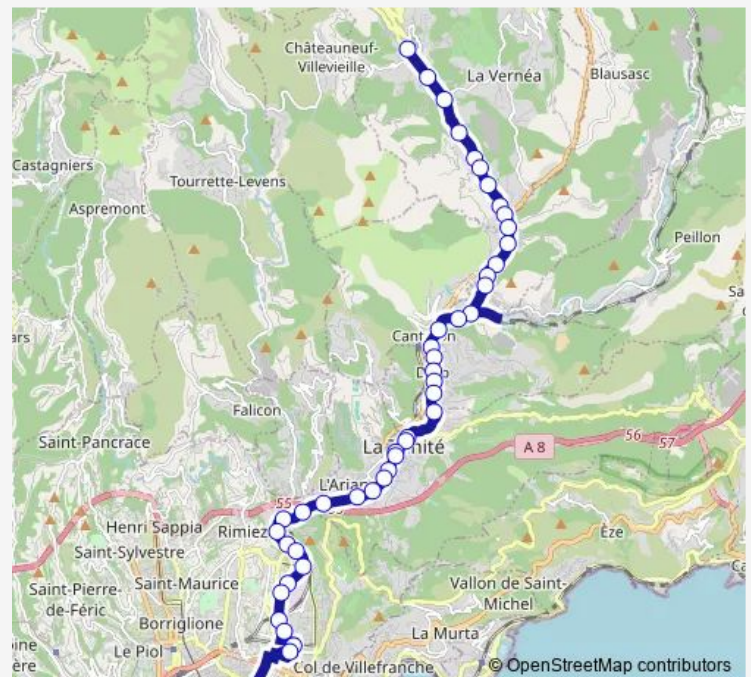 Châteauneuf-
Villevieille
La Vernéa
Blausasc
Castagniers
Tourrette-Levens
Aspremont
Peillon
Falicon
Saint-Pancrace
A 8
56
57
55
Henri Sappia
Rimiez
Saint-Sylvestre
Èze
Saint-Pierre-
de-Féric
Saint-Maurice
Vallon de Saint-
Michel
Borriglione
La Murta
Le Piol
Col de Villefranche
© OpenStreetMap contributors